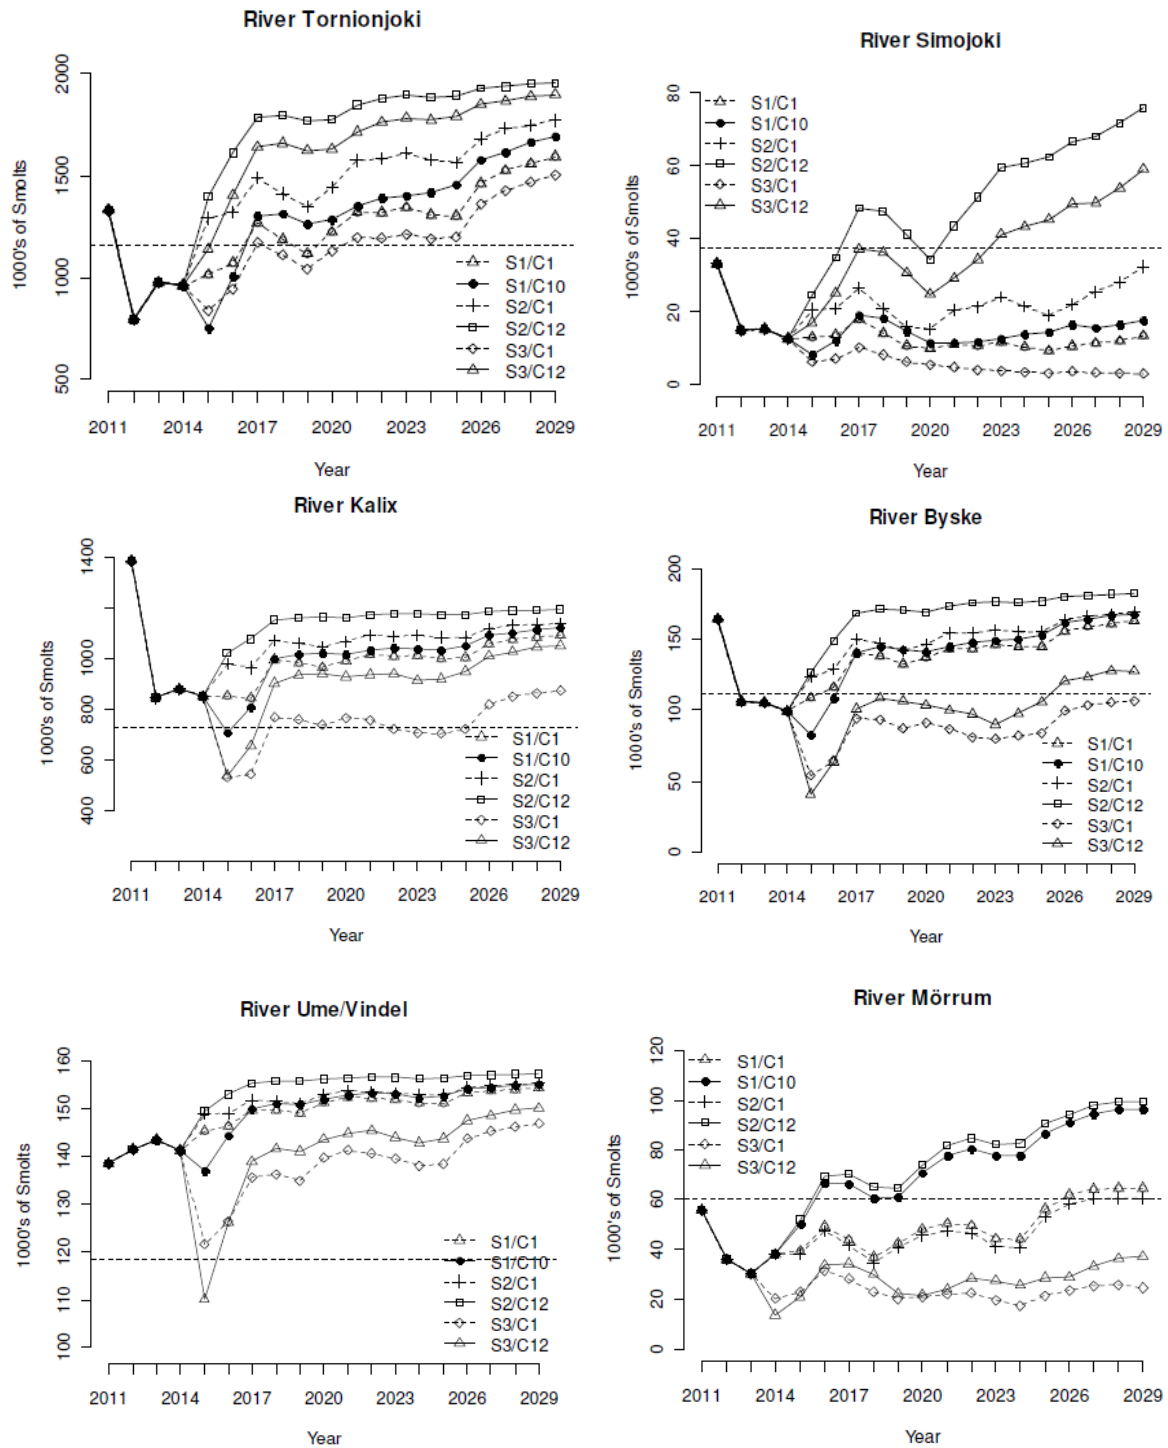 River Tornionjoki
1000's of Smolts
2000
1500
1000
500
S1/C1
S1/C10
S2/C1
S2/C12
S3/C1
S3/C12
2011 2014 2017 2020 2023 2026 2029
Year
River Simojoki
1000's of Smolts
80
60
40
20
0
S1/C1
S1/C10
S2/C1
S2/C12
S3/C1
S3/C12
2011 2014 2017 2020 2023 2026 2029
Year
River Kalix
1000's of Smolts
1400
1000
800
600
400
S1/C1
S1/C10
S2/C1
S2/C12
S3/C1
S3/C12
2011 2014 2017 2020 2023 2026 2029
Year
River Byske
1000's of Smolts
200
150
100
50
0
S1/C1
S1/C10
S2/C1
S2/C12
S3/C1
S3/C12
2011 2014 2017 2020 2023 2026 2029
Year
River Ume/Vindel
1000's of Smolts
160
150
140
130
120
110
100
S1/C1
S1/C10
S2/C1
S2/C12
S3/C1
S3/C12
2011 2014 2017 2020 2023 2026 2029
Year
River Mörrum
1000's of Smolts
120
100
80
60
40
20
0
S1/C1
S1/C10
S2/C1
S2/C12
S3/C1
S3/C12
2011 2014 2017 2020 2023 2026 2029
Year